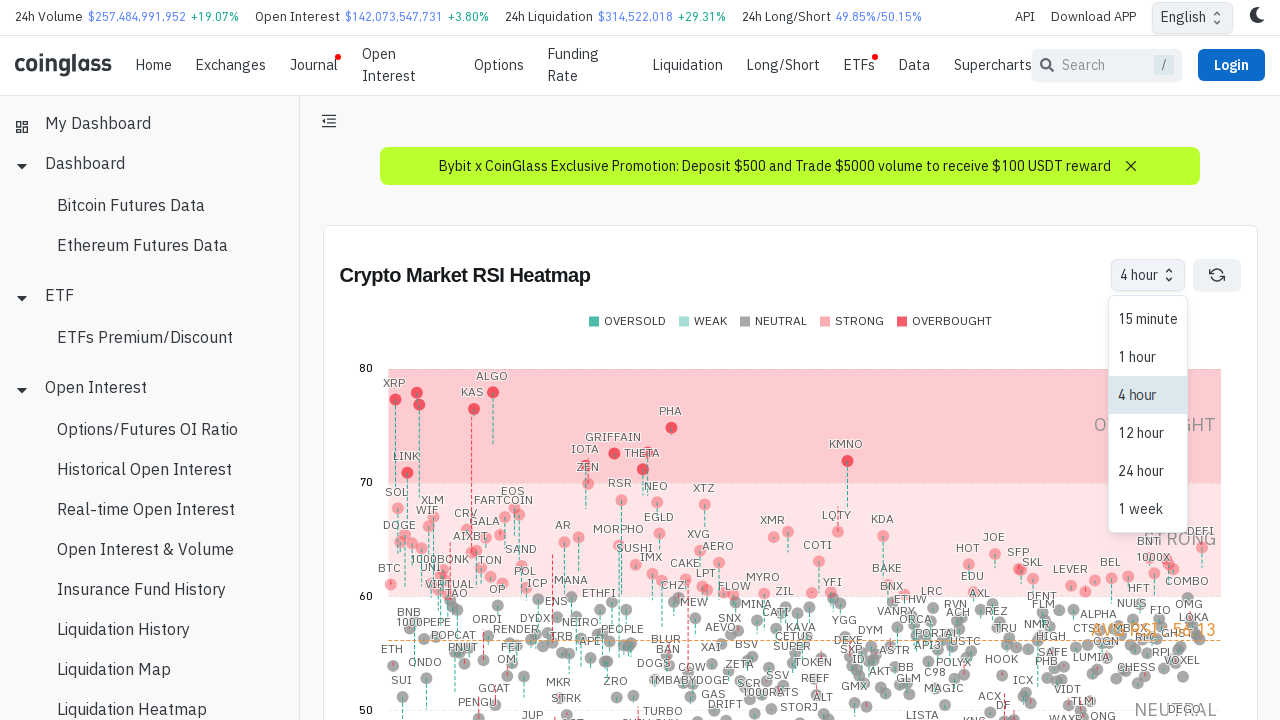 24h Volume $257,484,991,952 +19.07% Open Interest $142,073,547,731 +3.80% 24h Liquidation $314,522,018 +29.31% 24h Long/Short 49.85%/50.15% API Download APP English
coinglass Home Exchanges Journal Open Interest Options Funding Rate Liquidation Long/Short ETFs Data Supercharts Search / Login
My Dashboard
Dashboard
Bitcoin Futures Data
Ethereum Futures Data
ETF
ETFs Premium/Discount
Open Interest
Options/Futures OI Ratio
Historical Open Interest
Real-time Open Interest
Open Interest & Volume
Insurance Fund History
Liquidation History
Liquidation Map
Liquidation Heatmap
Bybit x CoinGlass Exclusive Promotion: Deposit $500 and Trade $5000 volume to receive $100 USDT reward
Crypto Market RSI Heatmap
4 hour
15 minute
1 hour
4 hour
12 hour
24 hour
1 week
OVERSOLD WEAK NEUTRAL STRONG OVERBOUGHT
80
ALGO
XRP
KAS
PHA
GRIFFAIN
KMNO
IOTA
THETA
LINK
ZEN
70
RSR
NEO
XTZ
SOL
EOS
XLM
FARTCOIN
WIF
CRV
LQTY
EGLD
GALA
KDA
XMR
DOGE
AR
MORPHO
DEFI
AIXBT
XVG
JOE
STRONG
SAND
SUSHI
AERO
COTI
HOT
SFP
BNT
1000BONK
TON
IMX
1000X
UNI
CAKE
SKL
BEL
BTC
POL
LPT
BAKE
LEVER
VIRTUAL
OP
ICP
MANA
CHZ
FLOW
MYRO
YFI
BNX
EDU
COMBO
60
TAO
ETHFI
ZIL
LRC
AXL
HFT
ENS
MEW
MINA
ETHW
RVN
DENT
FLM
NULS
OMG
BNB
CATI
VANRY
AGH
REZ
ALPHA
FIO
1000PEPE
ORDI
DYDX
NEIRO
SNX
YGG
ORCA
NMR
LOKA
RENDER
PEOPLE
AEVO
KAVA
DYM
PORTAL
TRU
CTSI
POPCAT
TRB
APE
BLUR
CETUS
DEXE
USTC
HIGH
OGN
ETH
PNUT
FET
BAN
XAI
BSV
SUPER
SXP
ASTR
API3
SAFE
RPL
ONDO
OM
DOGS
COW
ZETA
TOKEN
ID
BB
POLYX
HOOK
PHB
LUMIA
CHESS
VOXEL
SUI
GOAT
MKR
ZRO
1MBABYDOGE
SCR
SSV
REEF
GMX
AKT
GLM
C98
ICX
VIDT
PENGU
STRK
GAS
1000RATS
ALT
MAGIC
ACX
TLM
50
JUP
TURBO
DRIFT
STORJ
LISTA
DF
WAXP
ONG
DEGO
NEUTRAL